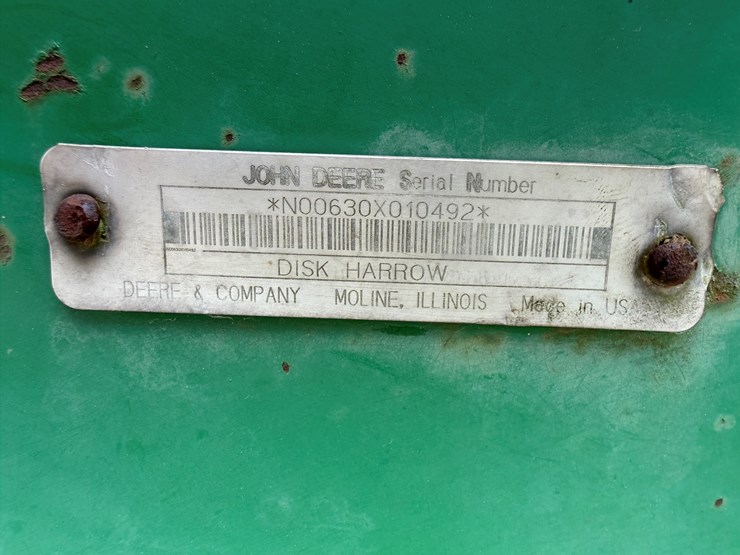 JOHN DEERE Serial Number
*N00630X010492*
DISK HARROW
DEERE & COMPANY MOLINE, ILLINOIS Made in USA